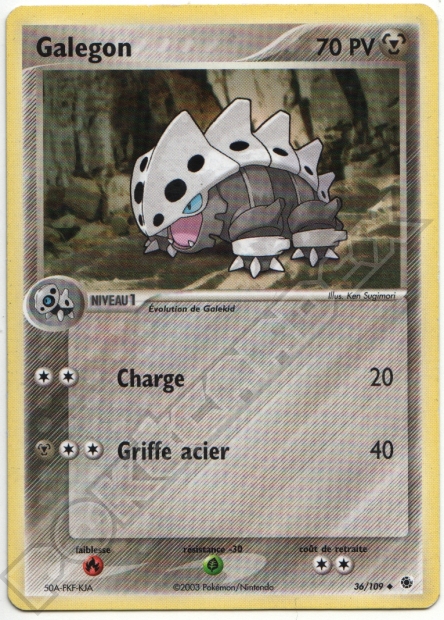 Galegon 70 PV
Illus. Ken Sugimori
NIVEAU 1 Évolution de Galekid
Charge 20
Griffe acier 40
faiblesse résistance -30 coût de retraite
50A-FKF-KJA ©2003 Pokémon/Nintendo 36/109